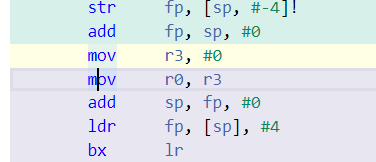 str fp, [sp, #-4]!
add fp, sp, #0
mov r3, #0
mov r0, r3
add sp, fp, #0
ldr fp, [sp], #4
bx lr